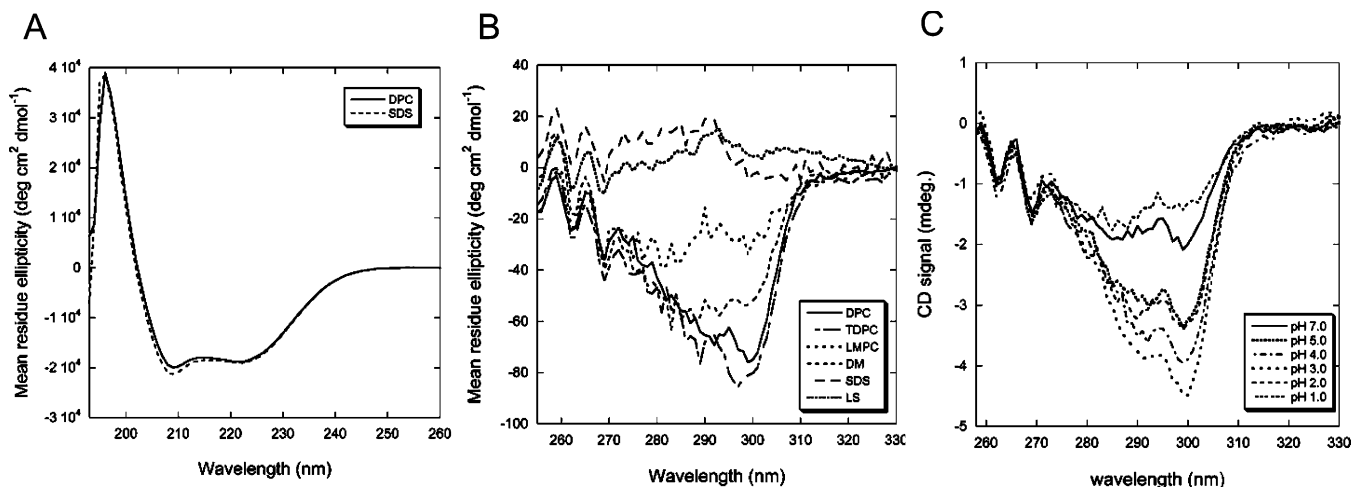 A
Mean residue ellipticity (deg cm² dmol⁻¹)
4 10⁴
3 10⁴
2 10⁴
1 10⁴
0
-1 10⁴
-2 10⁴
-3 10⁴
200
210
220
230
240
250
260
Wavelength (nm)
DPC
SDS
B
Mean residue ellipticity (deg cm² dmol⁻¹)
40
20
0
-20
-40
-60
-80
-100
260
270
280
290
300
310
320
330
Wavelength (nm)
DPC
TDPC
LMPC
DM
SDS
LS
C
CD signal (mdeg.)
1
0
-1
-2
-3
-4
-5
260
270
280
290
300
310
320
330
wavelength (nm)
pH 7.0
pH 5.0
pH 4.0
pH 3.0
pH 2.0
pH 1.0